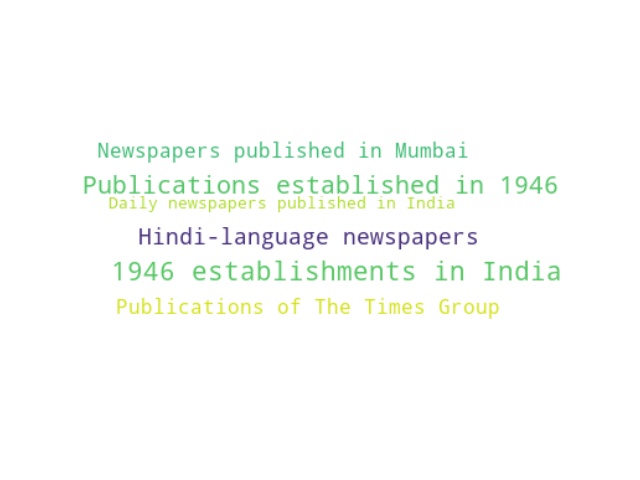 Newspapers published in Mumbai
Publications established in 1946
Daily newspapers published in India
Hindi-language newspapers
1946 establishments in India
Publications of The Times Group